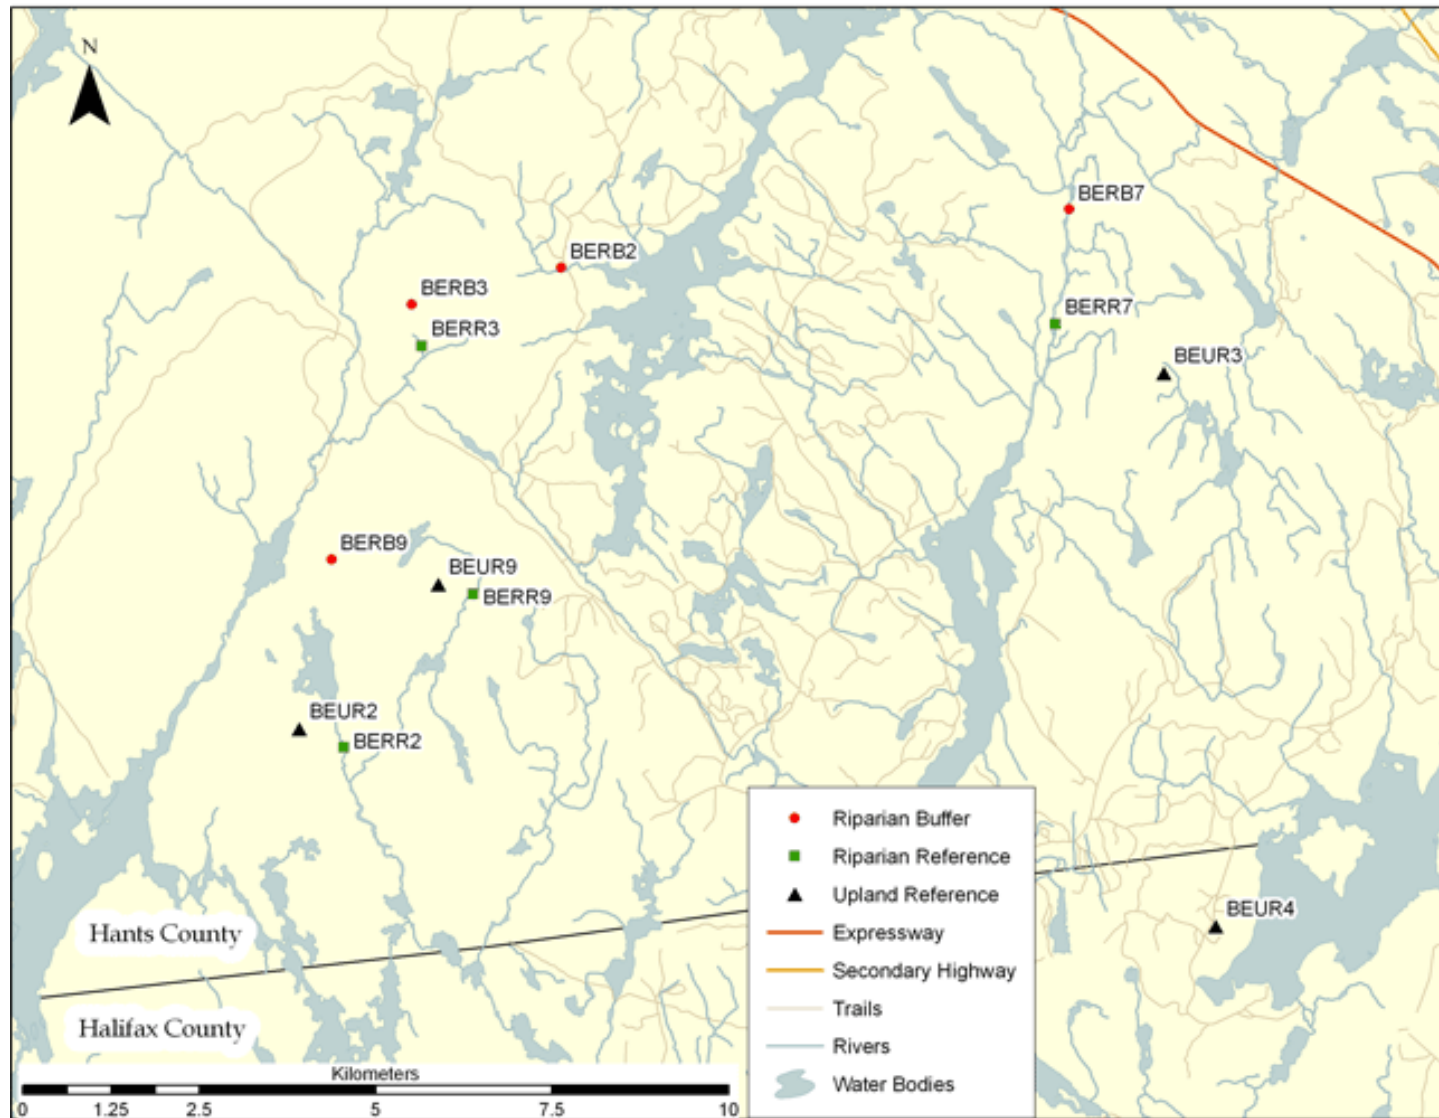 N
BERB7
BERB2
BERB3
BERR7
BERR3
BEUR3
BERB9
BEUR9
BERR9
BEUR2
BERR2
Riparian Buffer
Riparian Reference
Upland Reference
Expressway
Secondary Highway
Trails
Rivers
Water Bodies
BEUR4
Hants County
Halifax County
Kilometers
0 1.25 2.5 5 7.5 10